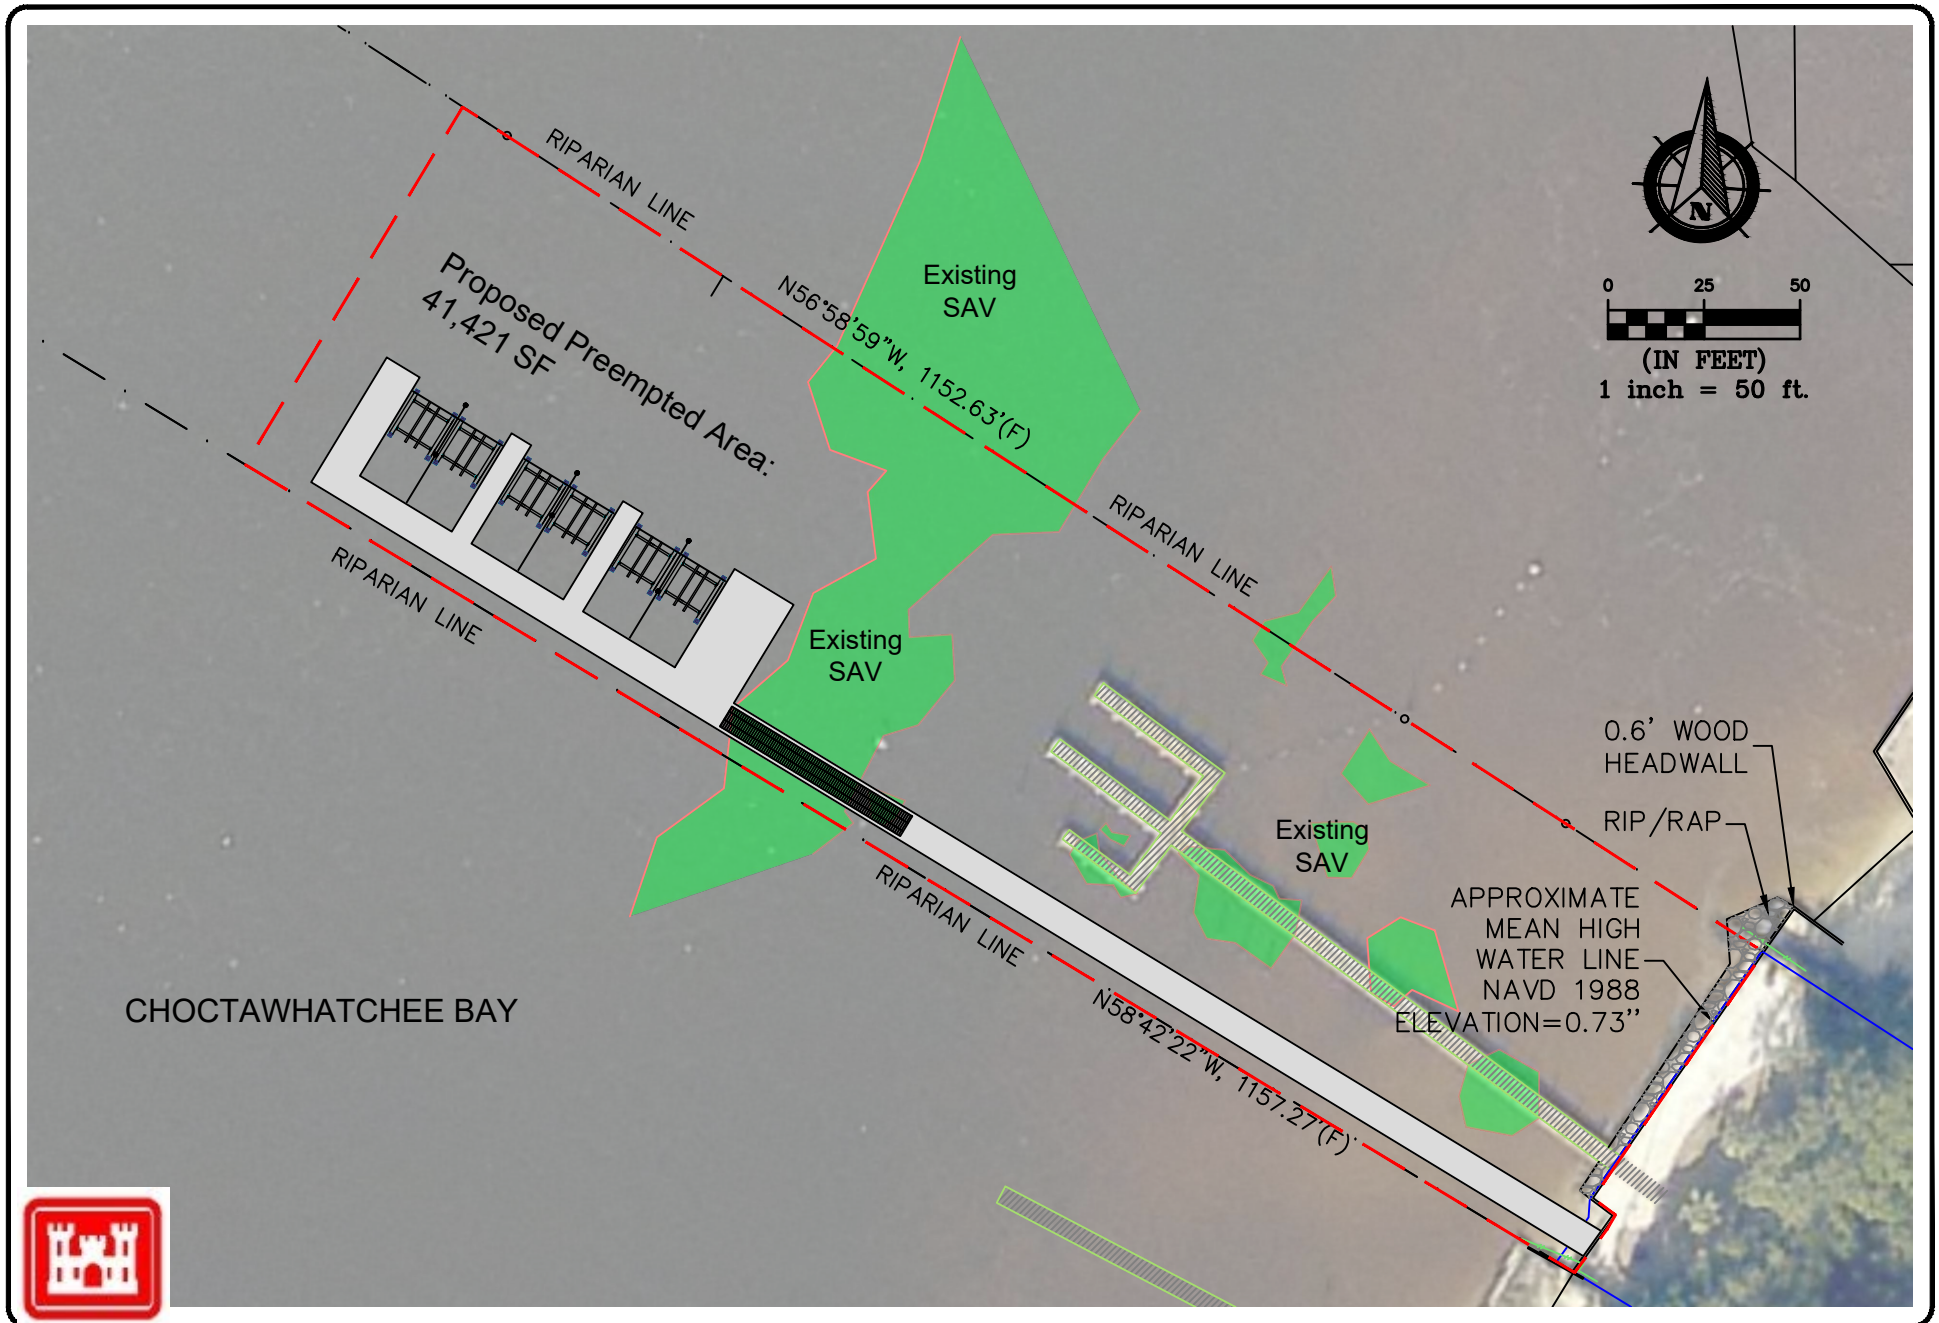 RIPARIAN LINE
Proposed Preempted Area:
41,421 SF
N56°58'59"W, 1152.63'(F)
Existing
SAV
N
0 25 50
(IN FEET)
1 inch = 50 ft.
RIPARIAN LINE
RIPARIAN LINE
Existing
SAV
0.6' WOOD
HEADWALL
RIP/RAP
Existing
SAV
APPROXIMATE
MEAN HIGH
WATER LINE
NAVD 1988
ELEVATION=0.73''
RIPARIAN LINE
N58°42'22"W, 1157.27'(F)
CHOCTAWHATCHEE BAY